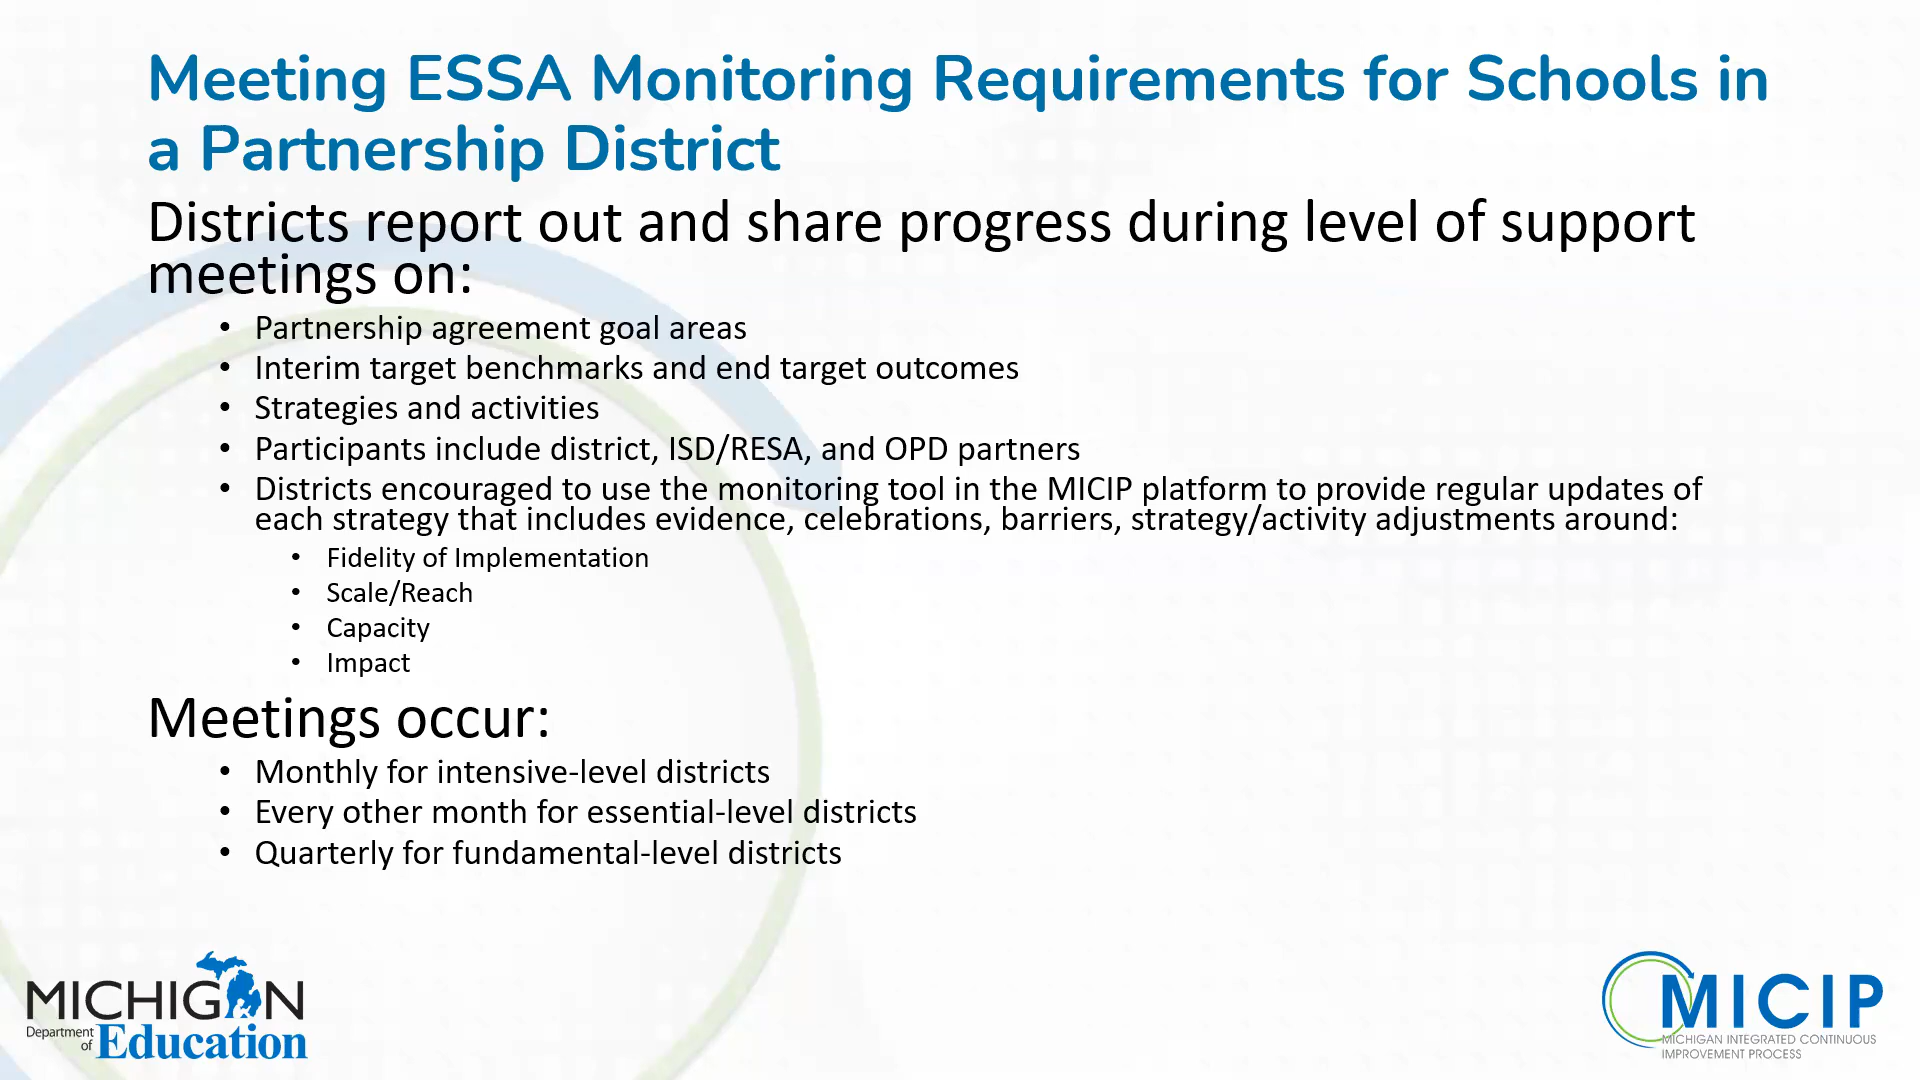 Meeting ESSA Monitoring Requirements for Schools in
a Partnership District
Districts report out and share progress during level of support
meetings on:
• Partnership agreement goal areas
• Interim target benchmarks and end target outcomes
• Strategies and activities
• Participants include district, ISD/RESA, and OPD partners
• Districts encouraged to use the monitoring tool in the MICIP platform to provide regular updates of
each strategy that includes evidence, celebrations, barriers, strategy/activity adjustments around:
• Fidelity of Implementation
• Scale/Reach
• Capacity
• Impact
Meetings occur:
• Monthly for intensive-level districts
• Every other month for essential-level districts
• Quarterly for fundamental-level districts
MICHIGAN
Department
of Education
MICIP
MICHIGAN INTEGRATED CONTINUOUS
IMPROVEMENT PROCESS